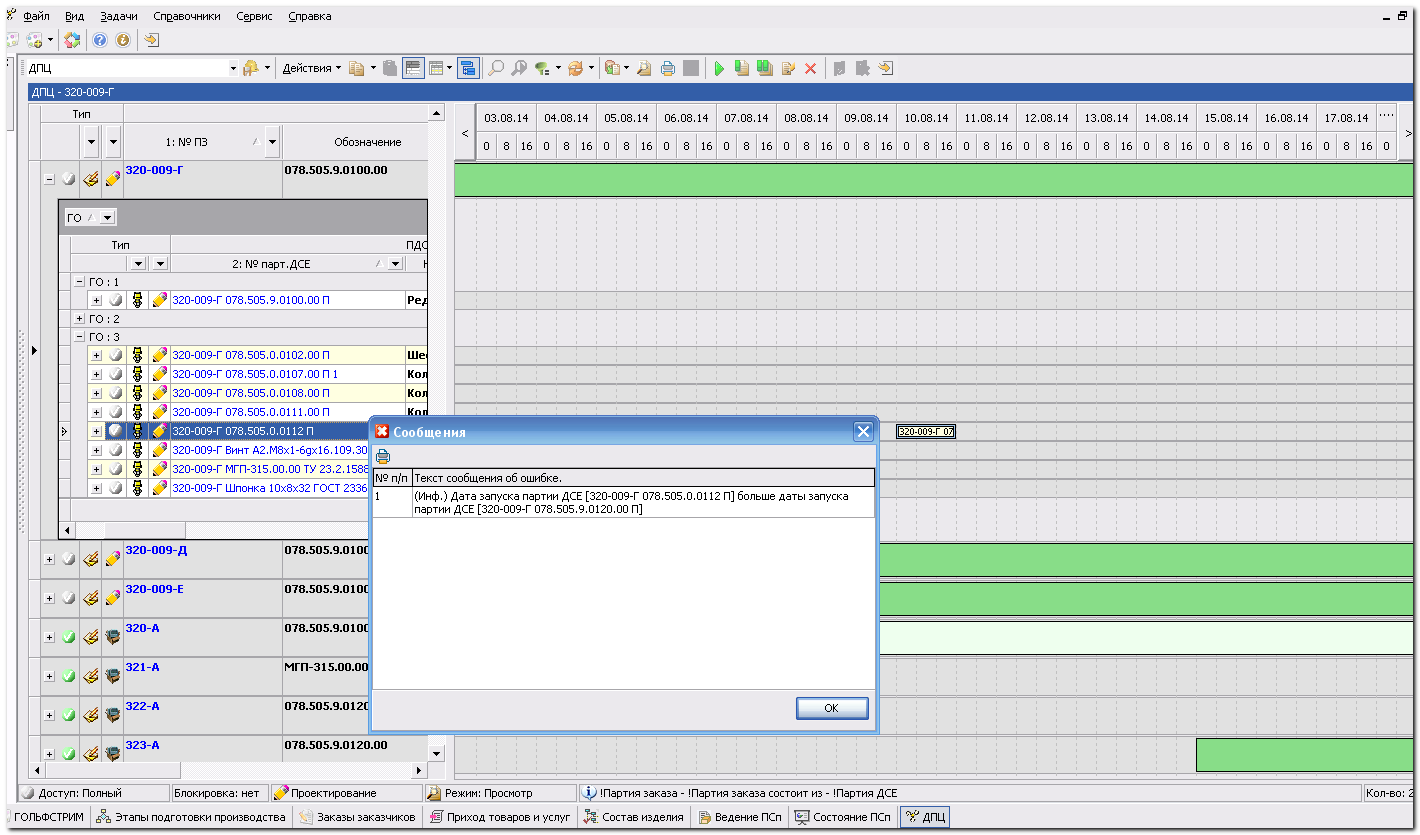 Файл Вид Задачи Справочники Сервис Справка
ДПЦ Действия
ДПЦ - 320-009-Г
Тип
1: № ПЗ Обозначение
03.08.14 04.08.14 05.08.14 06.08.14 07.08.14 08.08.14 09.08.14 10.08.14 11.08.14 12.08.14 13.08.14 14.08.14 15.08.14 16.08.14 17.08.14 ....
< >
0 8 16 0 8 16 0 8 16 0 8 16 0 8 16 0 8 16 0 8 16 0 8 16 0 8 16 0 8 16 0 8 16 0 8 16 0 8 16 0 8 16 0 8 16 0
320-009-Г 078.505.9.0100.00
ГО
Тип ПДС
2: № парт.ДСЕ
ГО : 1
320-009-Г 078.505.9.0100.00 П Ред
ГО : 2
ГО : 3
320-009-Г 078.505.0.0102.00 П Шес
320-009-Г 078.505.0.0107.00 П 1 Кол
320-009-Г 078.505.0.0108.00 П Кол
320-009-Г 078.505.0.0111.00 П Кол
320-009-Г 078.505.0.0112 П
320-009-Г 07
320-009-Г Винт А2.М8х1-6gх16.109.30
320-009-Г МГП-315.00.00 ТУ 23.2.1588
320-009-Г Шпонка 10х8х32 ГОСТ 2336
Сообщения
№ п/п Текст сообщения об ошибке.
1 (Инф.) Дата запуска партии ДСЕ [320-009-Г 078.505.0.0112 П] больше даты запуска
партии ДСЕ [320-009-Г 078.505.9.0120.00 П]
OK
320-009-Д 078.505.9.0100
320-009-Е 078.505.9.0100
320-А 078.505.9.0100
321-А МГП-315.00.00
322-А 078.505.9.0120
323-А 078.505.9.0120.00
Доступ: Полный Блокировка: нет Проектирование Режим: Просмотр !Партия заказа - !Партия заказа состоит из - !Партия ДСЕ Кол-во: 2
ГОЛЬФСТРИМ Этапы подготовки производства Заказы заказчиков Приход товаров и услуг Состав изделия Ведение ПСп Состояние ПСп ДПЦ